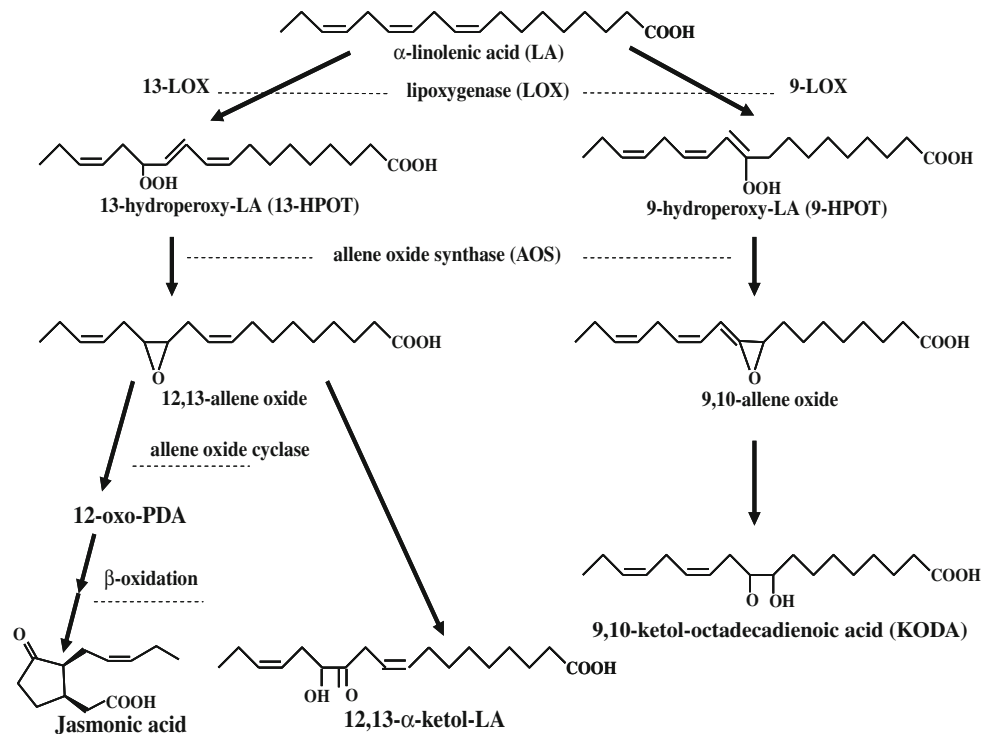 COOH
α-linolenic acid (LA)
13-LOX lipoxygenase (LOX) 9-LOX
COOH COOH
OOH OOH
13-hydroperoxy-LA (13-HPOT) 9-hydroperoxy-LA (9-HPOT)
allene oxide synthase (AOS)
COOH COOH
O O
12,13-allene oxide 9,10-allene oxide
allene oxide cyclase
12-oxo-PDA
β-oxidation
COOH
O OH
9,10-ketol-octadecadienoic acid (KODA)
O
COOH
Jasmonic acid
COOH
OH O
12,13-α-ketol-LA